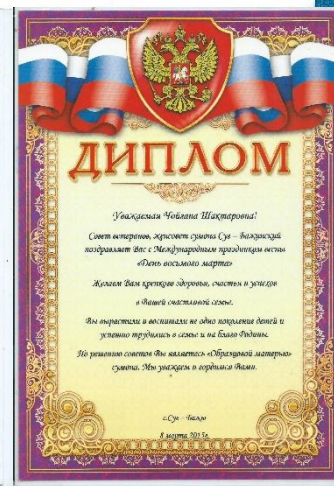 ДИПЛОМ
Уважаемая Чойгана Шактаровна!
Совет ветеранов, женсовет сумона Суг – Бажынский
поздравляет Вас с Международным праздником весны
«День восьмого марта»
Желаем Вам крепкого здоровья, счастья и успехов
в Вашей счастливой семье.
Вы вырастили и воспитали не одно поколение детей и
успешно трудились в семье и на благо Родины.
По решению советов Вы являетесь «Образцовой матерью»
сумона. Мы уважаем и гордимся Вами.
с.Суг –
8 марта